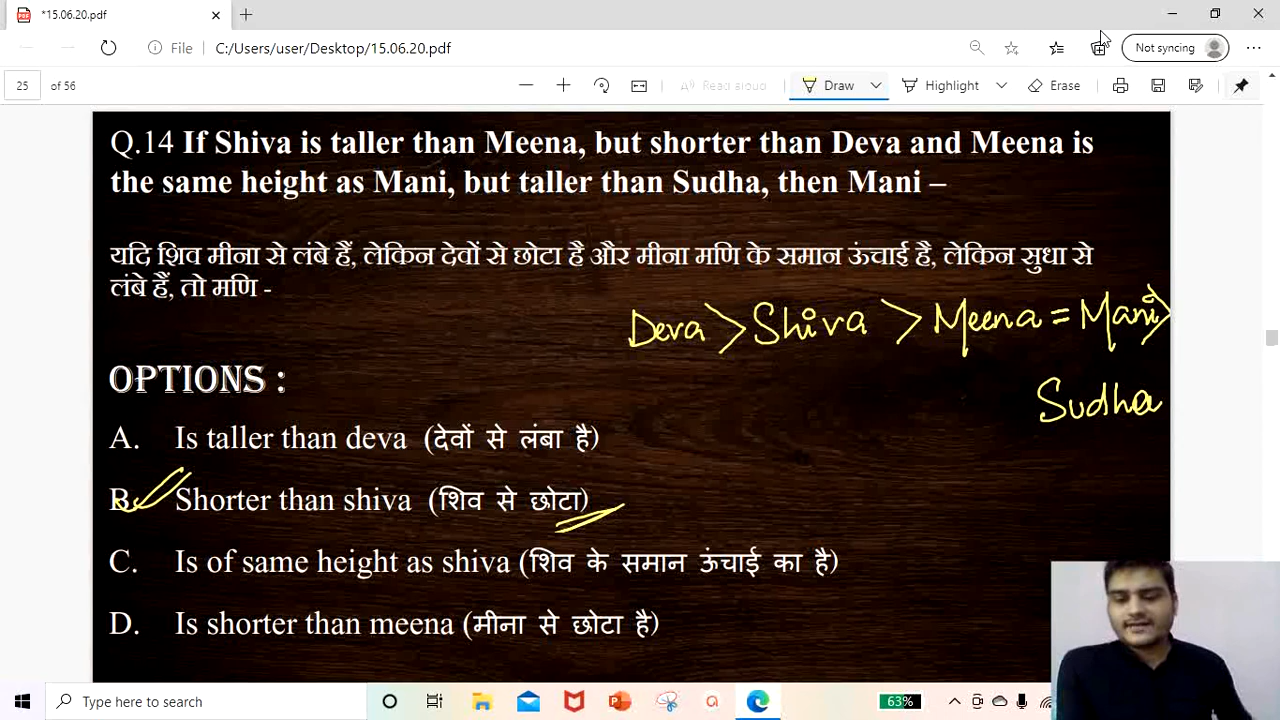 *15.06.20.pdf
File C:/Users/user/Desktop/15.06.20.pdf
Not syncing
25 of 56
Read aloud Draw Highlight Erase
Q.14 If Shiva is taller than Meena, but shorter than Deva and Meena is
the same height as Mani, but taller than Sudha, then Mani –
यदि शिव मीना से लंबे हैं, लेकिन देवों से छोटा है और मीना मणि के समान ऊंचाई है, लेकिन सुधा से
लंबे हैं, तो मणि -
Deva > Shiva > Meena = Mani >
Sudha
OPTIONS :
A. Is taller than deva (देवों से लंबा है)
B. Shorter than shiva (शिव से छोटा)
C. Is of same height as shiva (शिव के समान ऊंचाई का है)
D. Is shorter than meena (मीना से छोटा है)
Type here to search
63%